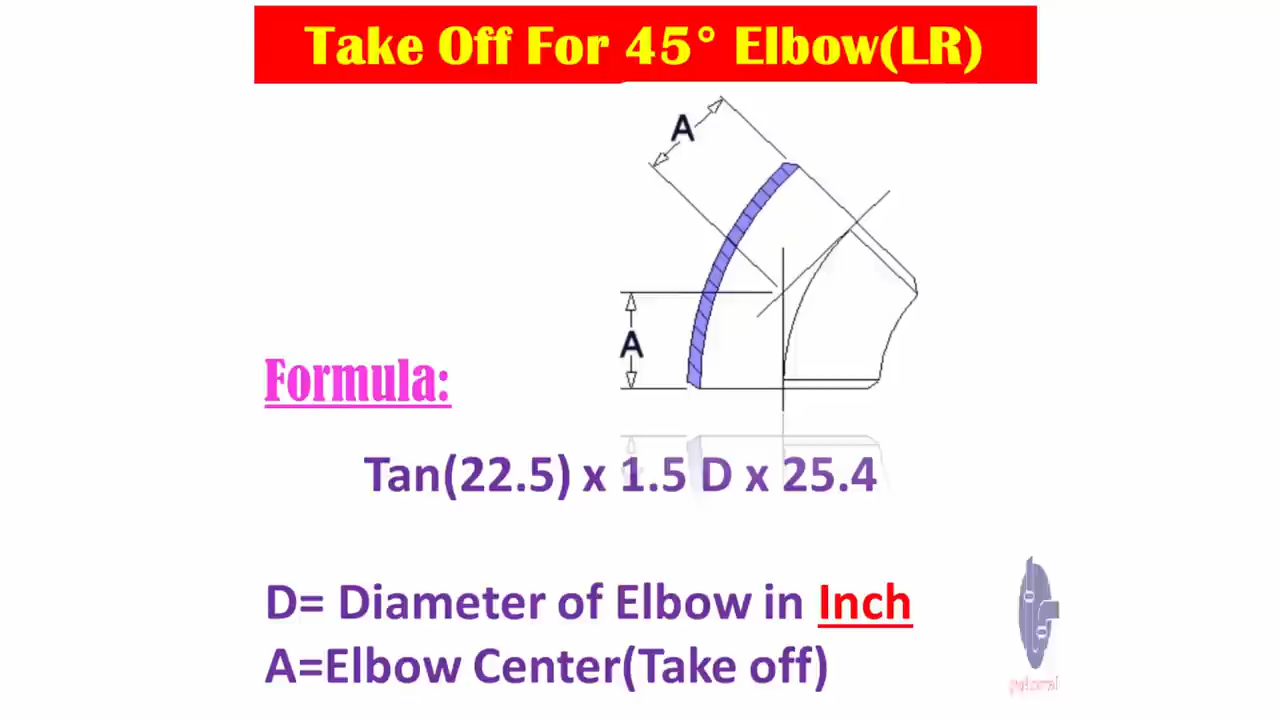 Take Off For 45° Elbow(LR)
A
A
Formula:
Tan(22.5) x 1.5 D x 25.4
D= Diameter of Elbow in Inch
A=Elbow Center(Take off)